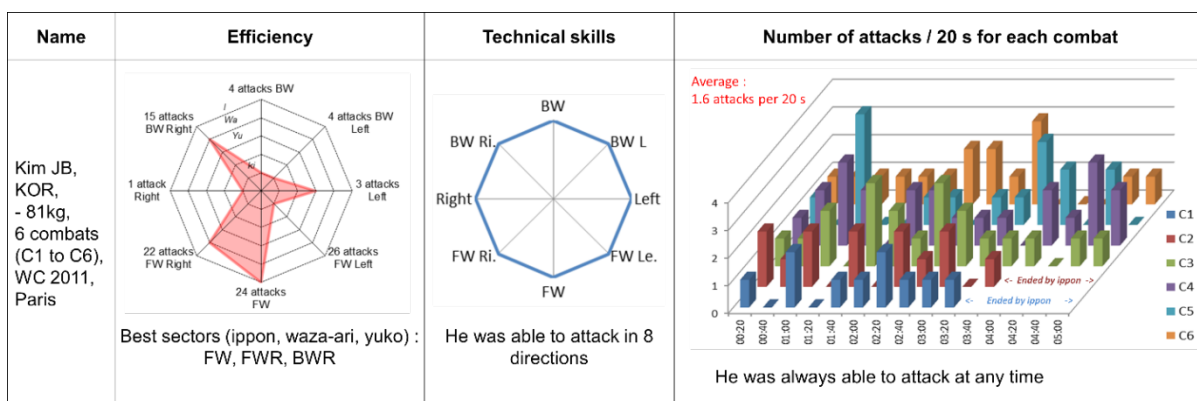 Name
Efficiency
Technical skills
Number of attacks / 20 s for each combat
Kim JB,
KOR,
- 81kg,
6 combats
(C1 to C6),
WC 2011,
Paris
4 attacks BW
4 attacks BW
Left
3 attacks
Left
26 attacks
FW Left
24 attacks
FW
22 attacks
FW Right
1 attack
Right
15 attacks
BW Right
I
Wa
Yu
Ki
Best sectors (ippon, waza-ari, yuko) :
FW, FWR, BWR
BW
BW L
Left
FW Le.
FW
FW Ri.
Right
BW Ri.
He was able to attack in 8
directions
Average :
1.6 attacks per 20 s
4
3
2
1
0
<- Ended by ippon ->
<- Ended by ippon ->
00:20
00:40
01:00
01:20
01:40
02:00
02:20
02:40
03:00
03:20
03:40
04:00
04:20
04:40
05:00
C1
C2
C3
C4
C5
C6
He was always able to attack at any time